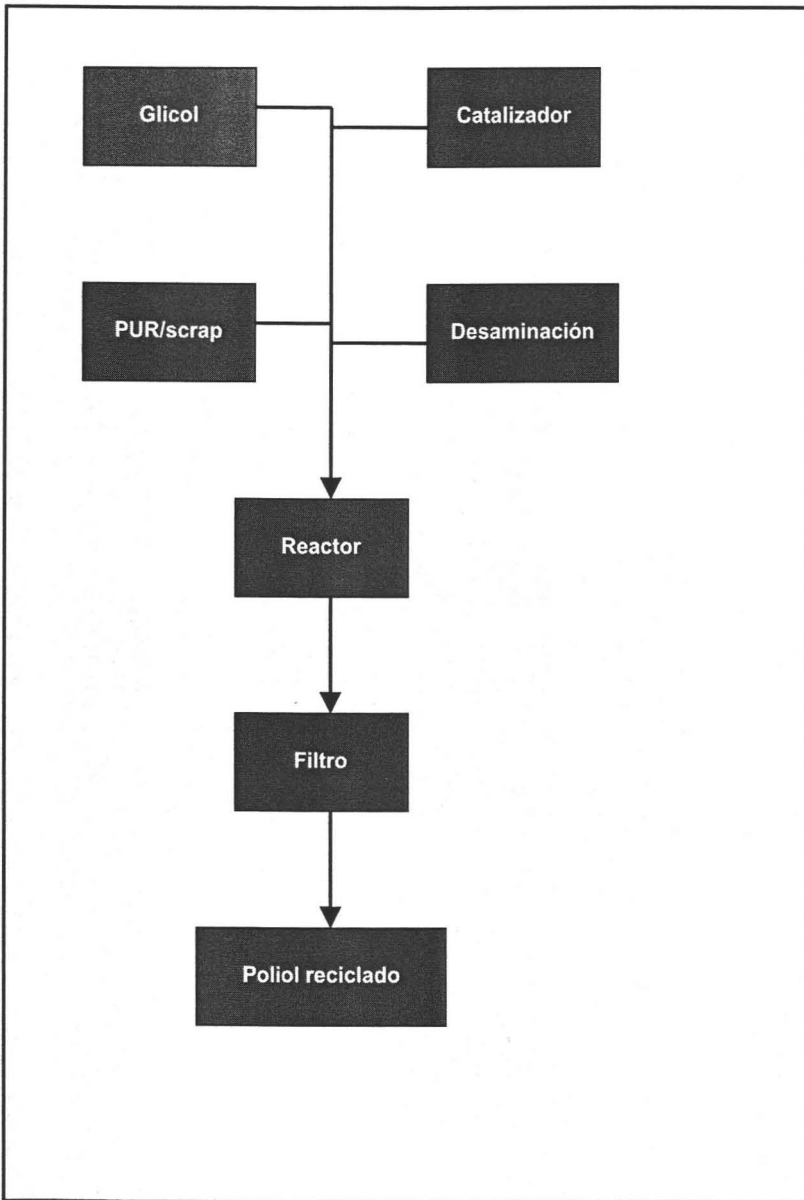 Glicol
Catalizador
PUR/scrap
Desaminación
Reactor
Filtro
Poliol reciclado